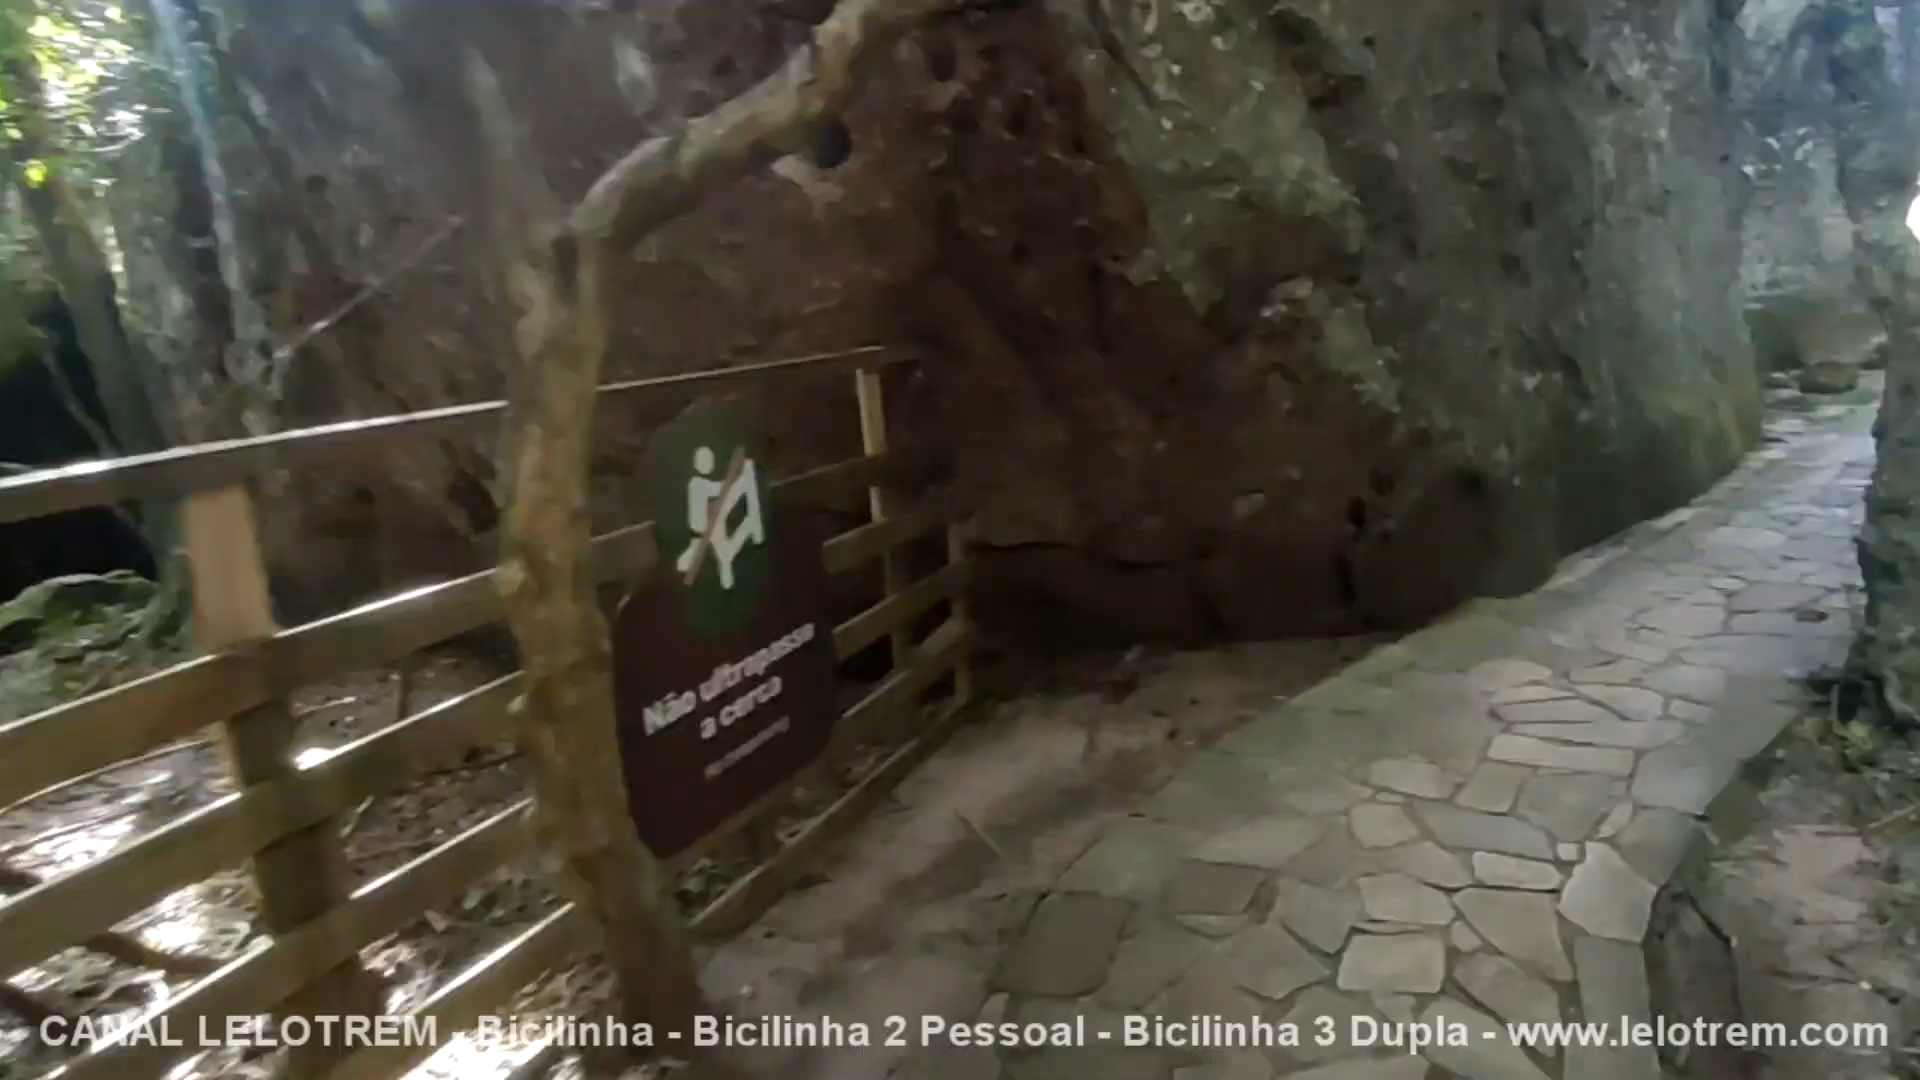 Não ultrapasse
a cerca
CANAL LELOTREM - Bicilinha - Bicilinha 2 Pessoal - Bicilinha 3 Dupla - www.lelotrem.com